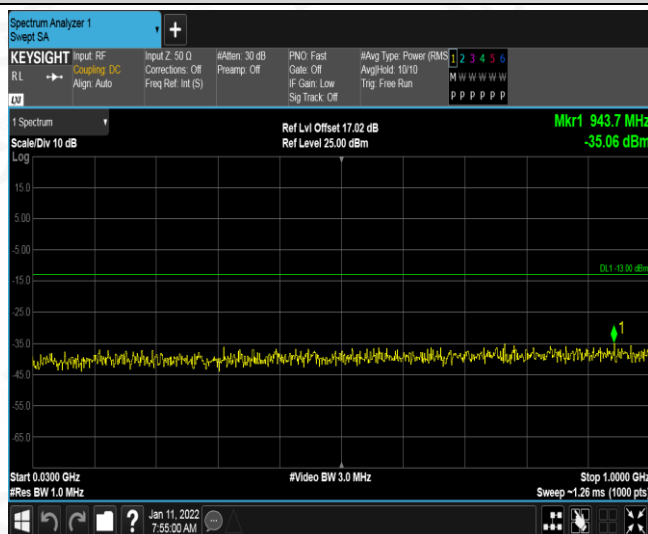 Spectrum Analyzer 1
Swept SA
+
KEYSIGHT
RL
LXI
Input: RF
Coupling: DC
Align: Auto
Input Z: 50 Ω
Corrections: Off
Freq Ref: Int (S)
#Atten: 30 dB
Preamp: Off
PNO: Fast
Gate: Off
IF Gain: Low
Sig Track: Off
#Avg Type: Power (RMS
Avg|Hold: 10/10
Trig: Free Run
1 2 3 4 5 6
M W W W W W
P P P P P P
1 Spectrum
Scale/Div 10 dB
Ref Lvl Offset 17.02 dB
Ref Level 25.00 dBm
Mkr1 943.7 MHz
-35.06 dBm
Log
15.0
5.00
-5.00
-15.0
-25.0
-35.0
-45.0
-55.0
-65.0
DL1 -13.00 dBm
1
Start 0.0300 GHz
#Res BW 1.0 MHz
#Video BW 3.0 MHz
Stop 1.0000 GHz
Sweep ~1.26 ms (1000 pts)
?
Jan 11, 2022
7:55:00 AM